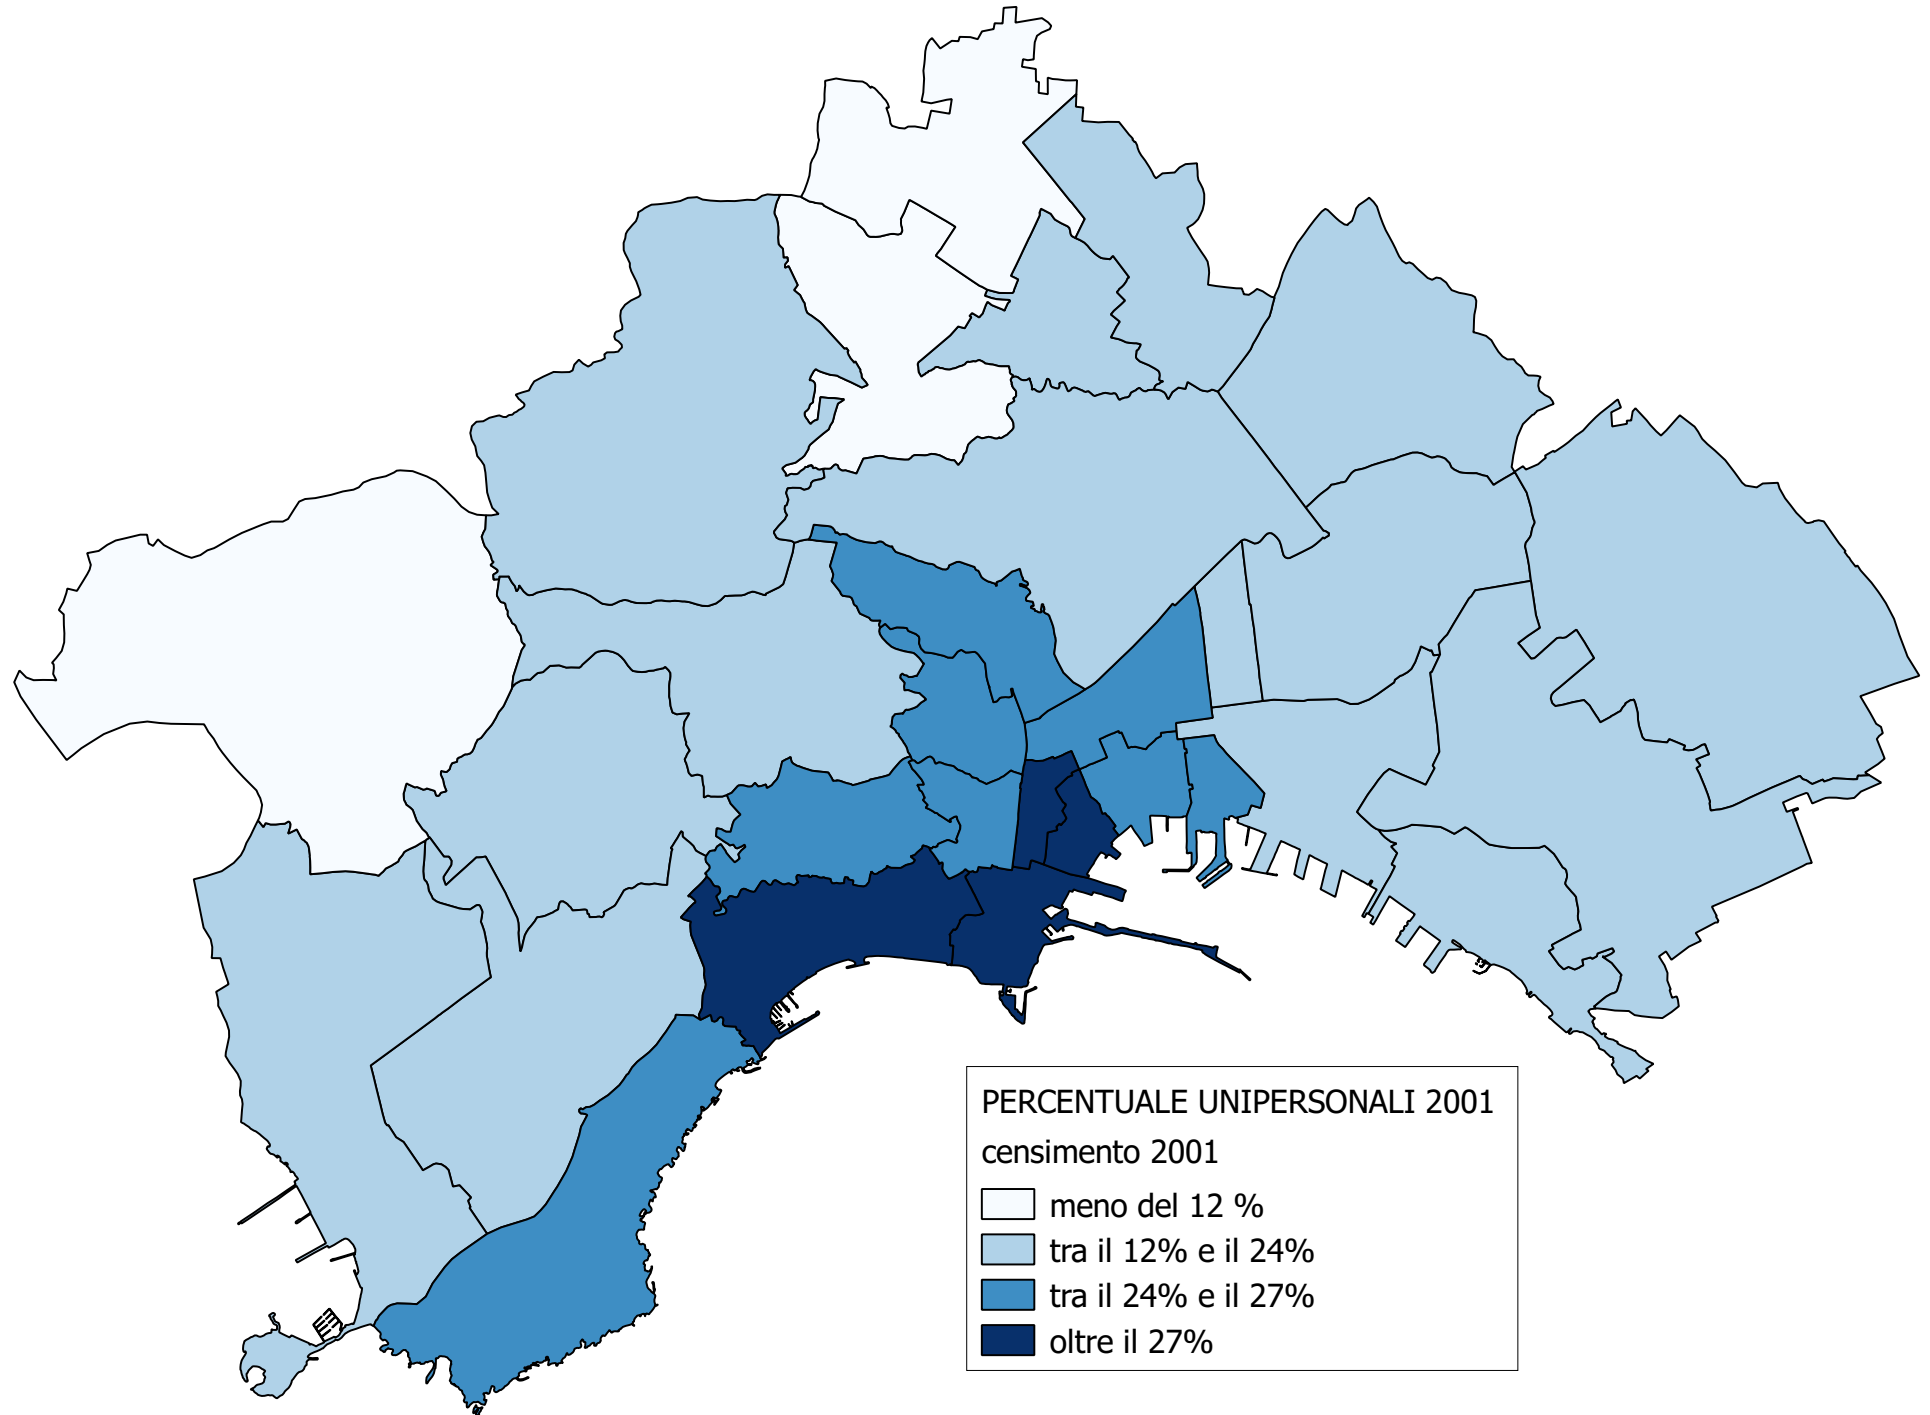 PERCENTUALE UNIPERSONALI 2001
censimento 2001
meno del 12 %
tra il 12% e il 24%
tra il 24% e il 27%
oltre il 27%